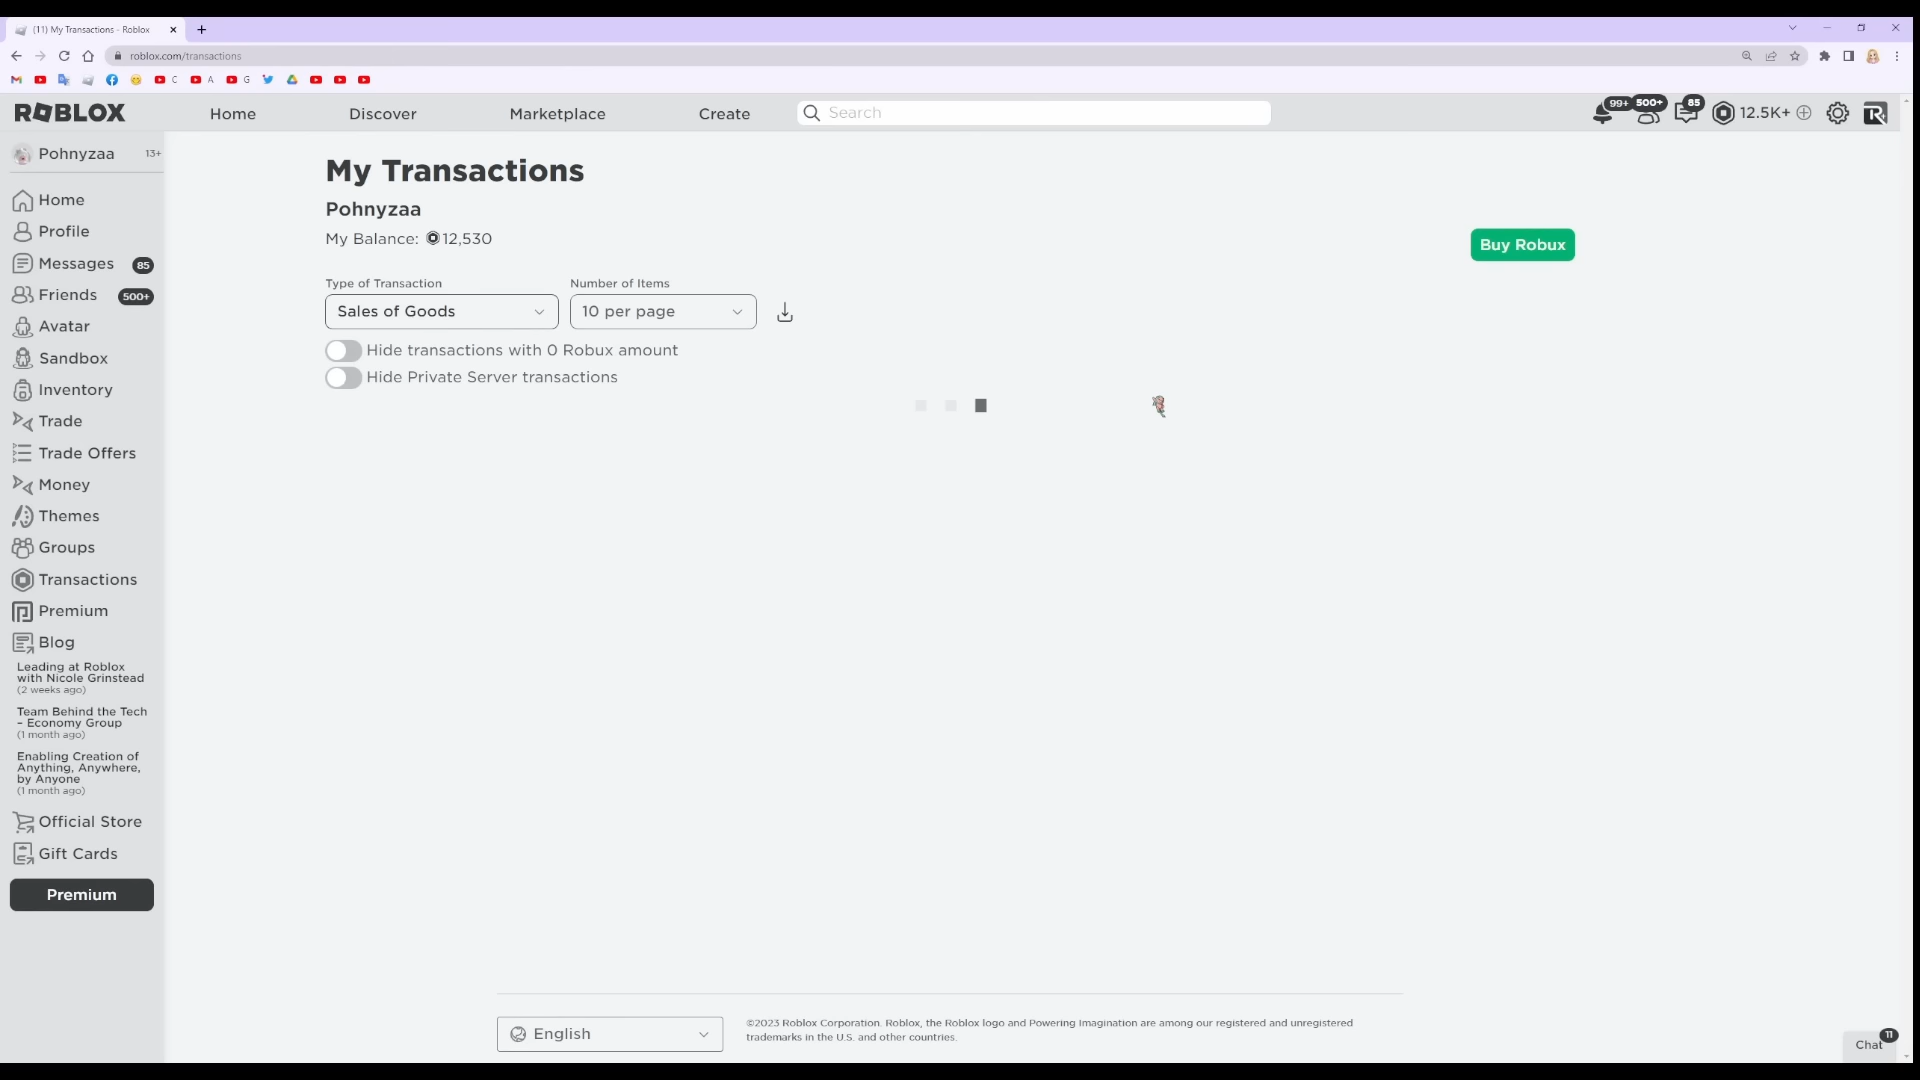 (11) My Transactions - Roblox
roblox.com/transactions
C
A
G
ROBLOX
Home
Discover
Marketplace
Create
Search
99+
500+
85
12.5K+
Pohnyzaa
13+
Home
Profile
Messages
85
Friends
500+
Avatar
Sandbox
Inventory
Trade
Trade Offers
Money
Themes
Groups
Transactions
Premium
Blog
Leading at Roblox
with Nicole Grinstead
(2 weeks ago)
Team Behind the Tech
– Economy Group
(1 month ago)
Enabling Creation of
Anything, Anywhere,
by Anyone
(1 month ago)
Official Store
Gift Cards
Premium
My Transactions
Pohnyzaa
My Balance: 12,530
Buy Robux
Type of Transaction
Number of Items
Sales of Goods
10 per page
Hide transactions with 0 Robux amount
Hide Private Server transactions
English
©2023 Roblox Corporation. Roblox, the Roblox logo and Powering Imagination are among our registered and unregistered
trademarks in the U.S. and other countries.
Chat
11